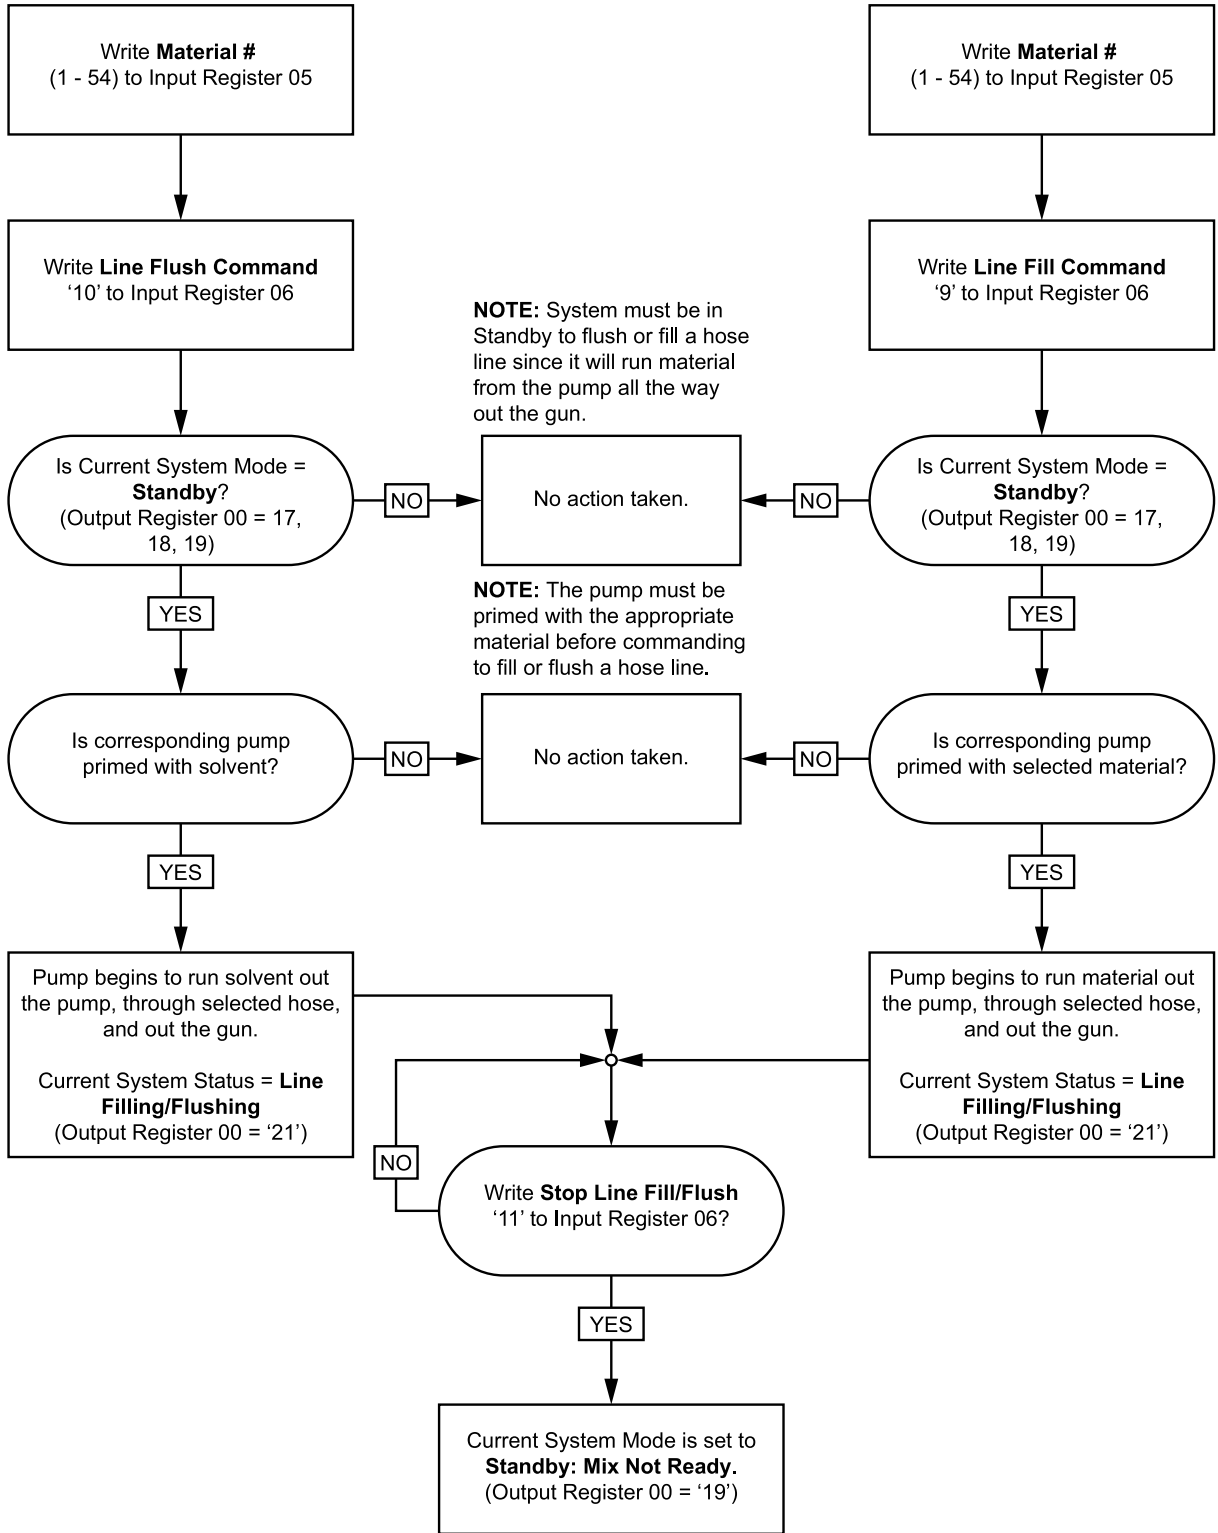 Write Material #
(1 - 54) to Input Register 05
Write Material #
(1 - 54) to Input Register 05
Write Line Flush Command
‘10’ to Input Register 06
Write Line Fill Command
‘9’ to Input Register 06
NOTE: System must be in
Standby to flush or fill a hose
line since it will run material
from the pump all the way
out the gun.
Is Current System Mode =
Standby?
(Output Register 00 = 17,
18, 19)
NO
No action taken.
NO
Is Current System Mode =
Standby?
(Output Register 00 = 17,
18, 19)
YES
NOTE: The pump must be
primed with the appropriate
material before commanding
to fill or flush a hose line.
YES
Is corresponding pump
primed with solvent?
NO
No action taken.
NO
Is corresponding pump
primed with selected material?
YES
YES
Pump begins to run solvent out
the pump, through selected hose,
and out the gun.
Current System Status = Line
Filling/Flushing
(Output Register 00 = ‘21’)
Pump begins to run material out
the pump, through selected hose,
and out the gun.
Current System Status = Line
Filling/Flushing
(Output Register 00 = ‘21’)
NO
Write Stop Line Fill/Flush
‘11’ to Input Register 06?
YES
Current System Mode is set to
Standby: Mix Not Ready.
(Output Register 00 = ‘19’)